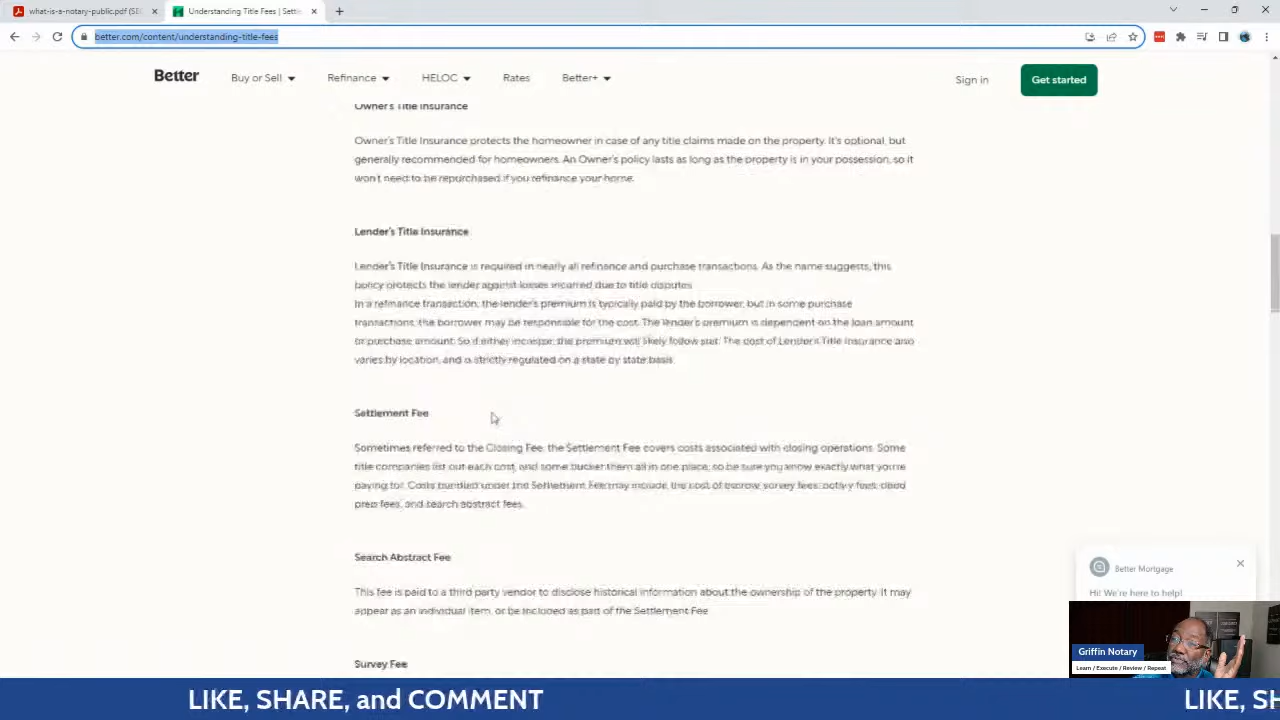 what-is-a-notary-public.pdf (SE
Understanding Title Fees | Settl
better.com/content/understanding-title-fees
Better
Buy or Sell
Refinance
HELOC
Rates
Better+
Sign in
Get started
Owner's Title Insurance
Owner's Title Insurance protects the homeowner in case of any title claims made on the property. It's optional, but
generally recommended for homeowners. An Owner's policy lasts as long as the property is in your possession, so it
won't need to be repurchased if you refinance your home.
Lender's Title Insurance
Lender's Title Insurance is required in nearly all refinance and purchase transactions. As the name suggests, this
policy protects the lender against losses incurred due to title disputes.
In a refinance transaction, the lender's premium is typically paid by the borrower, but in some purchase
transactions, the borrower may be responsible for the cost. The lender's premium is dependent on the loan amount
or purchase amount. So if either increase, the premium will likely follow suit. The cost of Lender's Title Insurance also
varies by location, and is strictly regulated on a state by state basis.
Settlement Fee
Sometimes referred to the Closing Fee, the Settlement Fee covers costs associated with closing operations. Some
title companies list out each cost, and some bucket them all in one place, so be sure you know exactly what you're
paying for. Costs bundled under the Settlement Fee may include, the cost of escrow, survey fees, notary fees, deed
prep fees, and search abstract fees.
Search Abstract Fee
This fee is paid to a third party vendor to disclose historical information about the ownership of the property. It may
appear as an individual item, or be included as part of the Settlement Fee.
Survey Fee
Better Mortgage
Hi! We're here to help!
Griffin Notary
Learn / Execute / Review / Repeat
LIKE, SHARE, and COMMENT
LIKE, SH